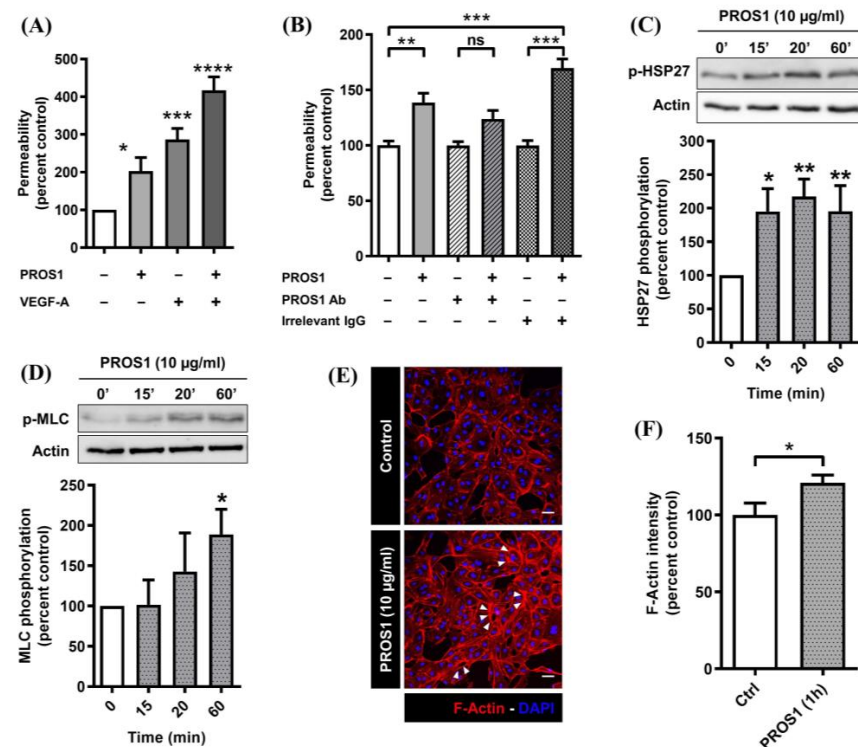 (A)
500
400
300
200
100
0
Permeability
(percent control)
*
***
****
PROS1 – + – +
VEGF-A – – + +
(B)
200
150
100
50
0
Permeability
(percent control)
***
** ns ***
PROS1 – + – + – +
PROS1 Ab – – + + – –
Irrelevant IgG – – – – + +
(C)
PROS1 (10 µg/ml)
0’ 15’ 20’ 60’
p-HSP27
Actin
300
250
200
150
100
50
0
HSP27 phosphorylation
(percent control)
* ** **
0 15 20 60
Time (min)
(D)
PROS1 (10 µg/ml)
0’ 15’ 20’ 60’
p-MLC
Actin
250
200
150
100
50
0
MLC phosphorylation
(percent control)
*
0 15 20 60
Time (min)
(E)
Control
PROS1 (10 µg/ml)
F-Actin - DAPI
(F)
150
100
50
0
F-Actin intensity
(percent control)
*
Ctrl PROS1 (1h)